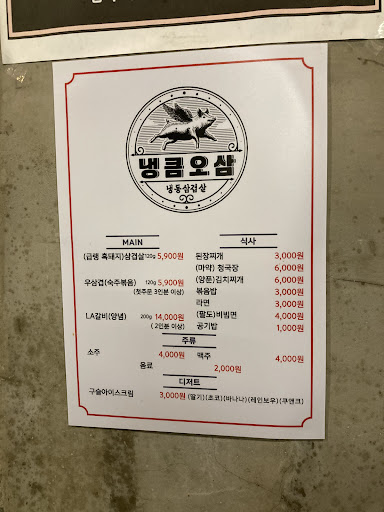 냉큼오삼
냉동삼겹살
MAIN
(급랭 흑돼지)삼겹살 120g 5,900원
우삼겹(숙주볶음) 120g 5,900원
(첫주문 3인분 이상)
LA갈비(양념) 200g 14,000원
( 2인분 이상)
식사
된장찌개 3,000원
(마약) 청국장 6,000원
(양푼)김치찌개 6,000원
볶음밥 3,000원
라면 3,000원
(팔도)비빔면 4,000원
공기밥 1,000원
주류
소주 4,000원 맥주 4,000원
음료 2,000원
디저트
구슬아이스크림 3,000원 (딸기)(초코)(바나나)(레인보우)(쿠앤크)